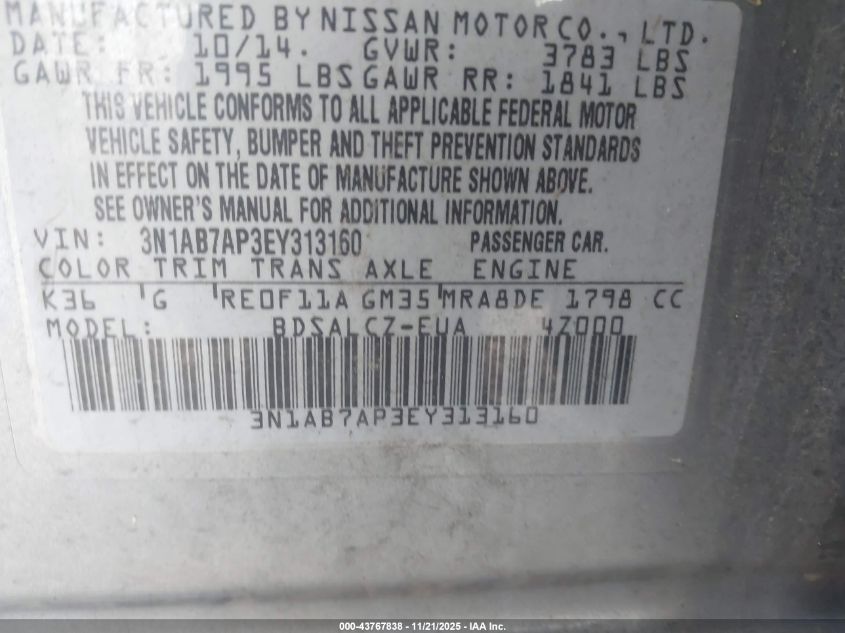 MANUFACTURED BY NISSAN MOTOR CO., LTD.
DATE: 10/14. GVWR: 3783 LBS
GAWR FR: 1995 LBS GAWR RR: 1841 LBS
THIS VEHICLE CONFORMS TO ALL APPLICABLE FEDERAL MOTOR
VEHICLE SAFETY, BUMPER AND THEFT PREVENTION STANDARDS
IN EFFECT ON THE DATE OF MANUFACTURE SHOWN ABOVE.
SEE OWNER'S MANUAL FOR ADDITIONAL INFORMATION.
VIN: 3N1AB7AP3EY313160 PASSENGER CAR.
COLOR TRIM TRANS AXLE ENGINE
K36 G RE0F11A GM35 MRA8DE 1798 CC
MODEL: BDSALCZ-EUA 4Z000
3N1AB7AP3EY313160
000-43767838 - 11/21/2025 - IAA Inc.